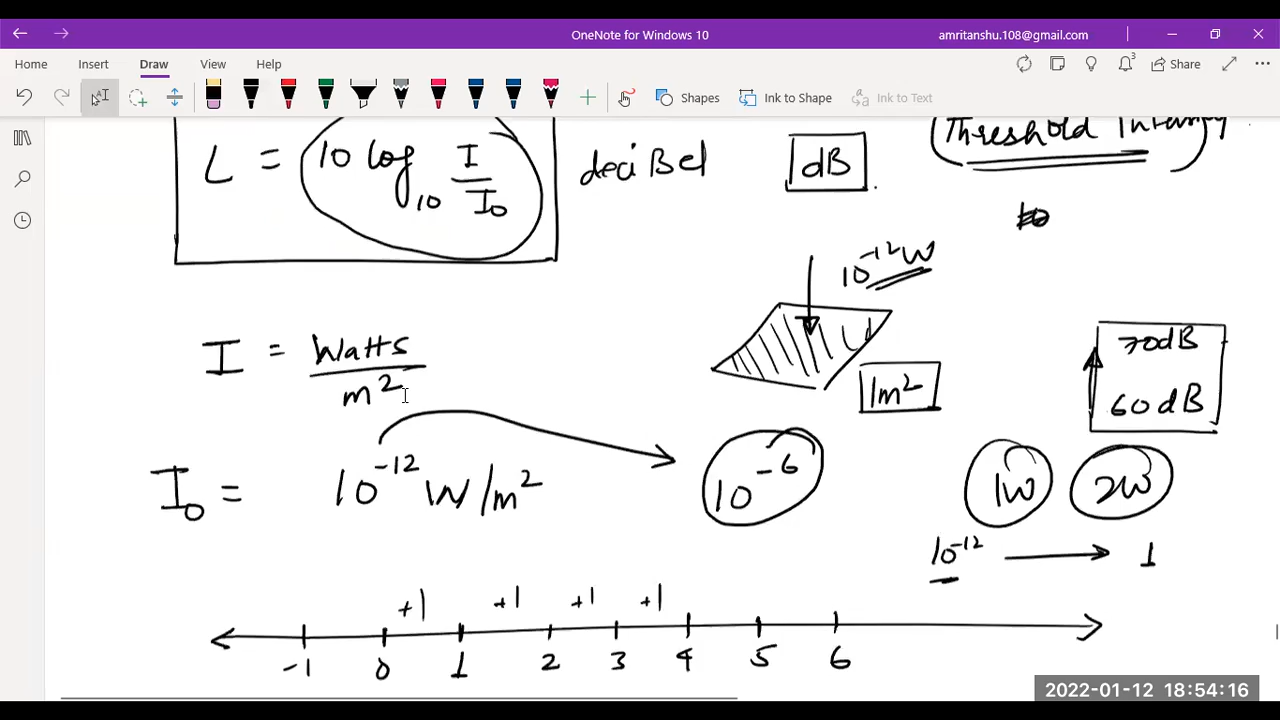 OneNote for Windows 10
amritanshu.108@gmail.com
Home Insert Draw View Help
Share
Shapes
Ink to Shape
Ink to Text
Threshold
L = 10 log₁₀ I/I₀ deciBel dB
10⁻¹² W
I = Watts/m²
1m²
70dB
60dB
I₀ = 10⁻¹² W/m²
10⁻⁶
1W 2W
10⁻¹² → 1
+1 +1 +1 +1
-1 0 1 2 3 4 5 6
2022-01-12 18:54:16